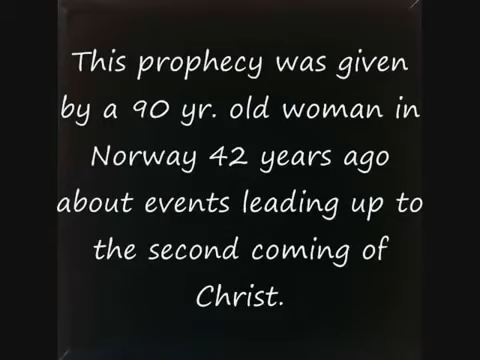 This prophecy was given
by a 90 yr. old woman in
Norway 42 years ago
about events leading up to
the second coming of
Christ.